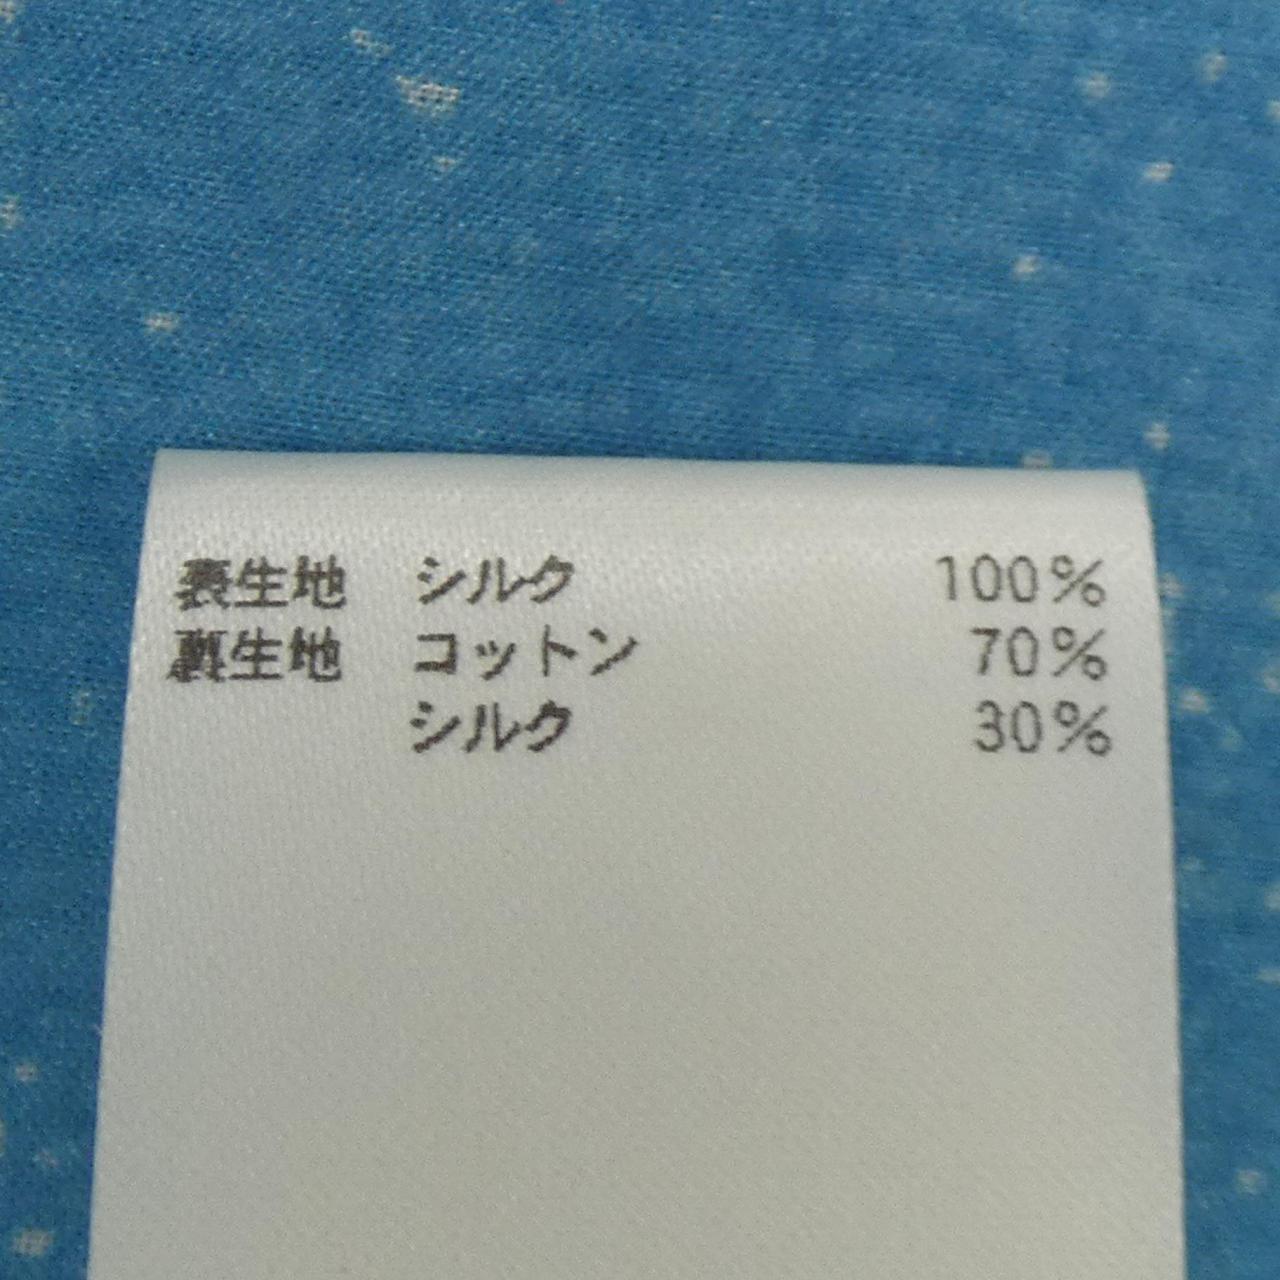 表生地 シルク 100%
裏生地 コットン 70%
シルク 30%